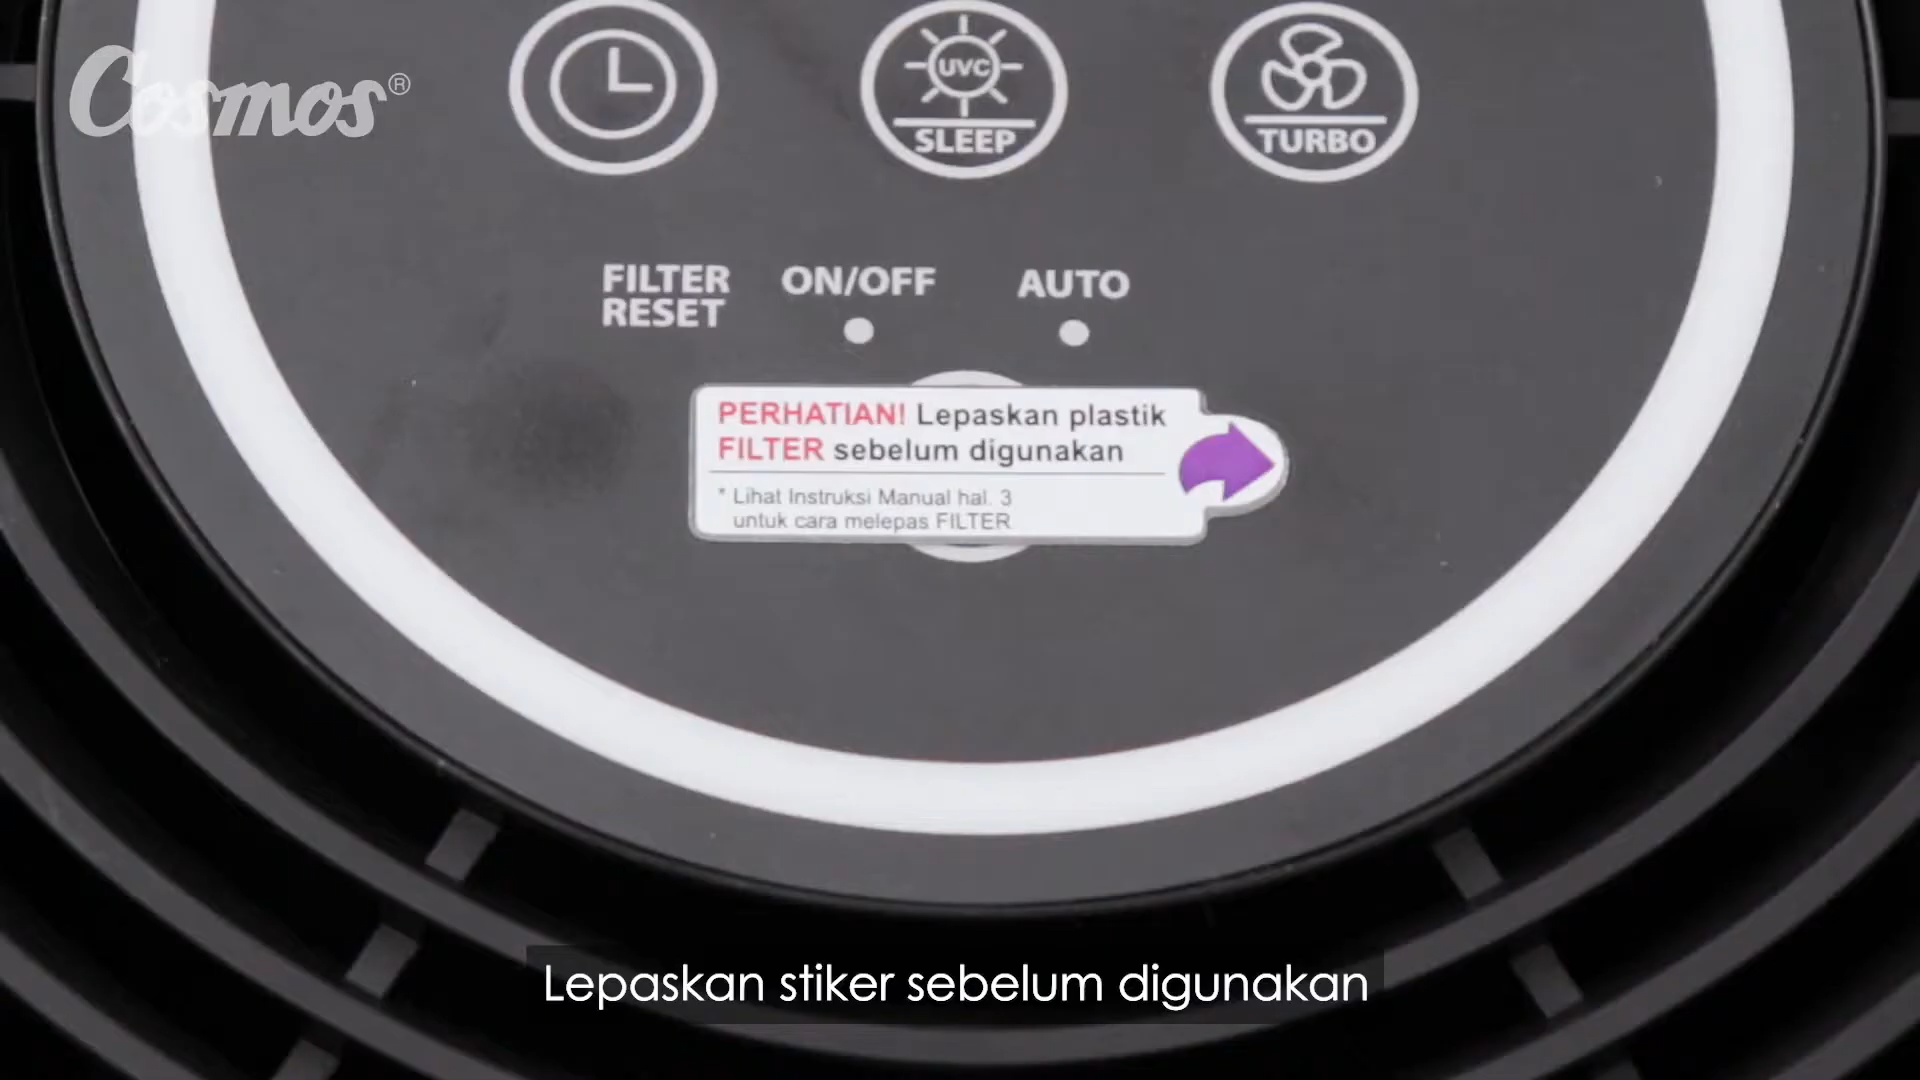 Cosmos®
UVC
SLEEP
TURBO
FILTER
RESET
ON/OFF
AUTO
PERHATIAN! Lepaskan plastik
FILTER sebelum digunakan
* Lihat Instruksi Manual hal. 3
untuk cara melepas FILTER
Lepaskan stiker sebelum digunakan